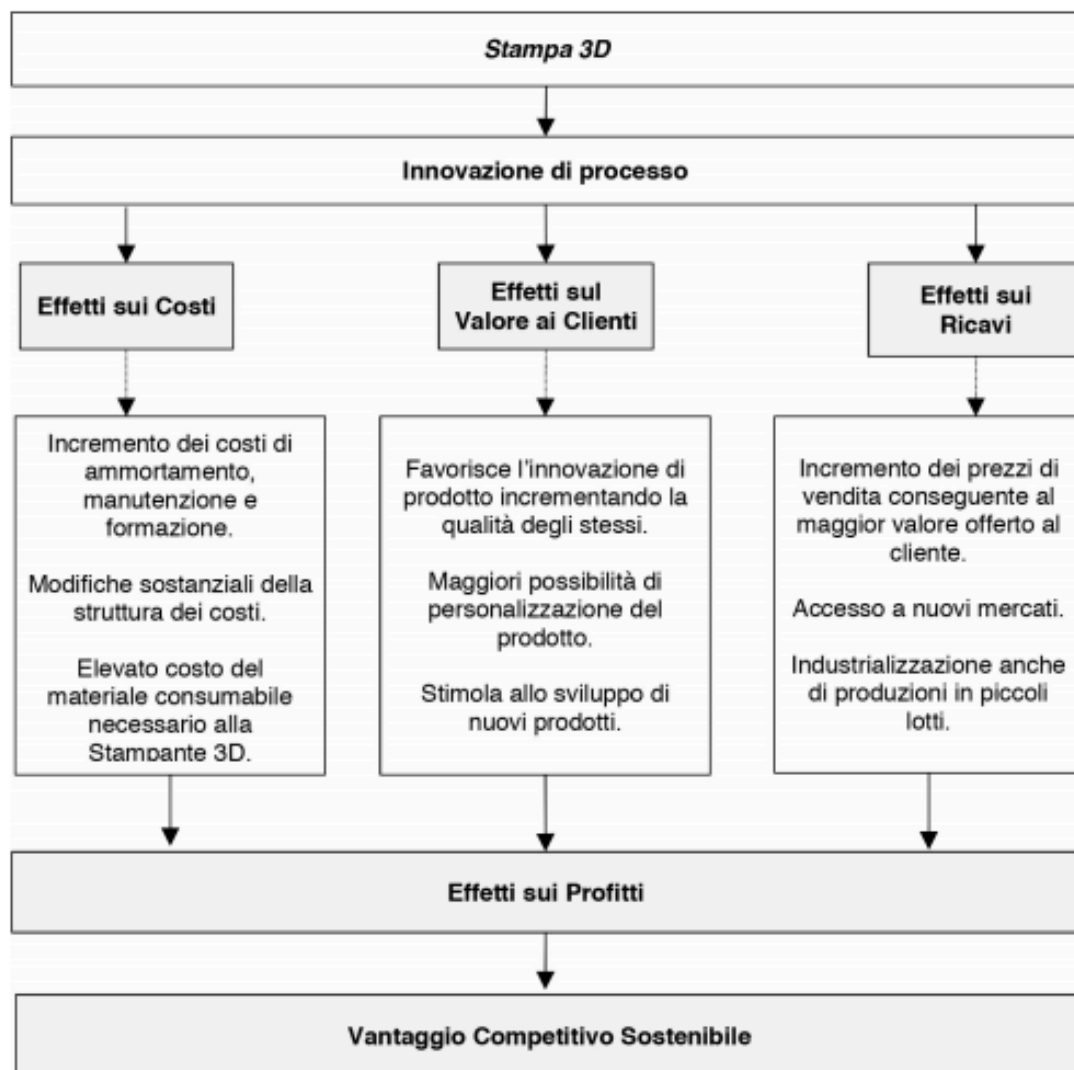 Stampa 3D
Innovazione di processo
Effetti sui Costi
Effetti sul
Valore ai Clienti
Effetti sui
Ricavi
Incremento dei costi di
ammortamento,
manutenzione e
formazione.
Modifiche sostanziali della
struttura dei costi.
Elevato costo del
materiale consumabile
necessario alla
Stampante 3D.
Favorisce l'innovazione di
prodotto incrementando la
qualità degli stessi.
Maggiori possibilità di
personalizzazione del
prodotto.
Stimola allo sviluppo di
nuovi prodotti.
Incremento dei prezzi di
vendita conseguente al
maggior valore offerto al
cliente.
Accesso a nuovi mercati.
Industrializzazione anche
di produzioni in piccoli
lotti.
Effetti sui Profitti
Vantaggio Competitivo Sostenibile